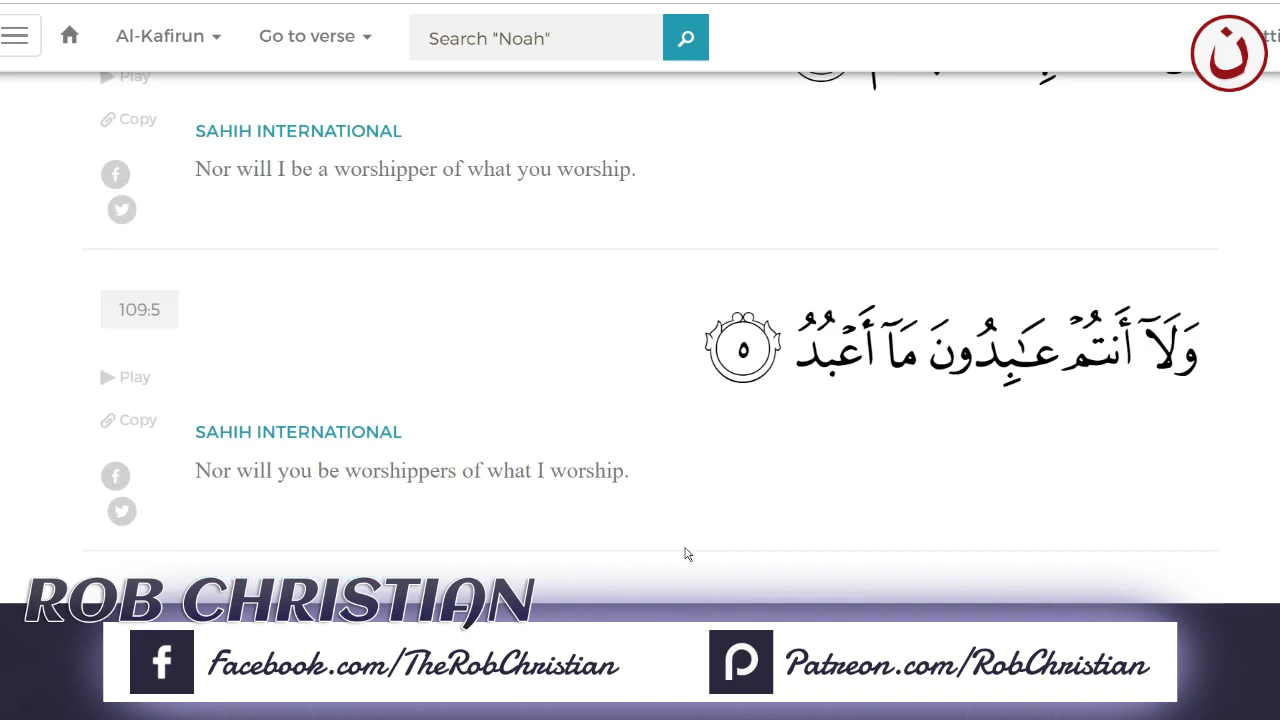 Al-Kafirun
Go to verse
Search "Noah"
ن
Play
Copy
SAHIH INTERNATIONAL
Nor will I be a worshipper of what you worship.
109:5
وَلَآ أَنتُمۡ عَٰبِدُونَ مَآ أَعۡبُدُ ٥
Play
Copy
SAHIH INTERNATIONAL
Nor will you be worshippers of what I worship.
ROB CHRISTIAN
Facebook.com/TheRobChristian
Patreon.com/RobChristian